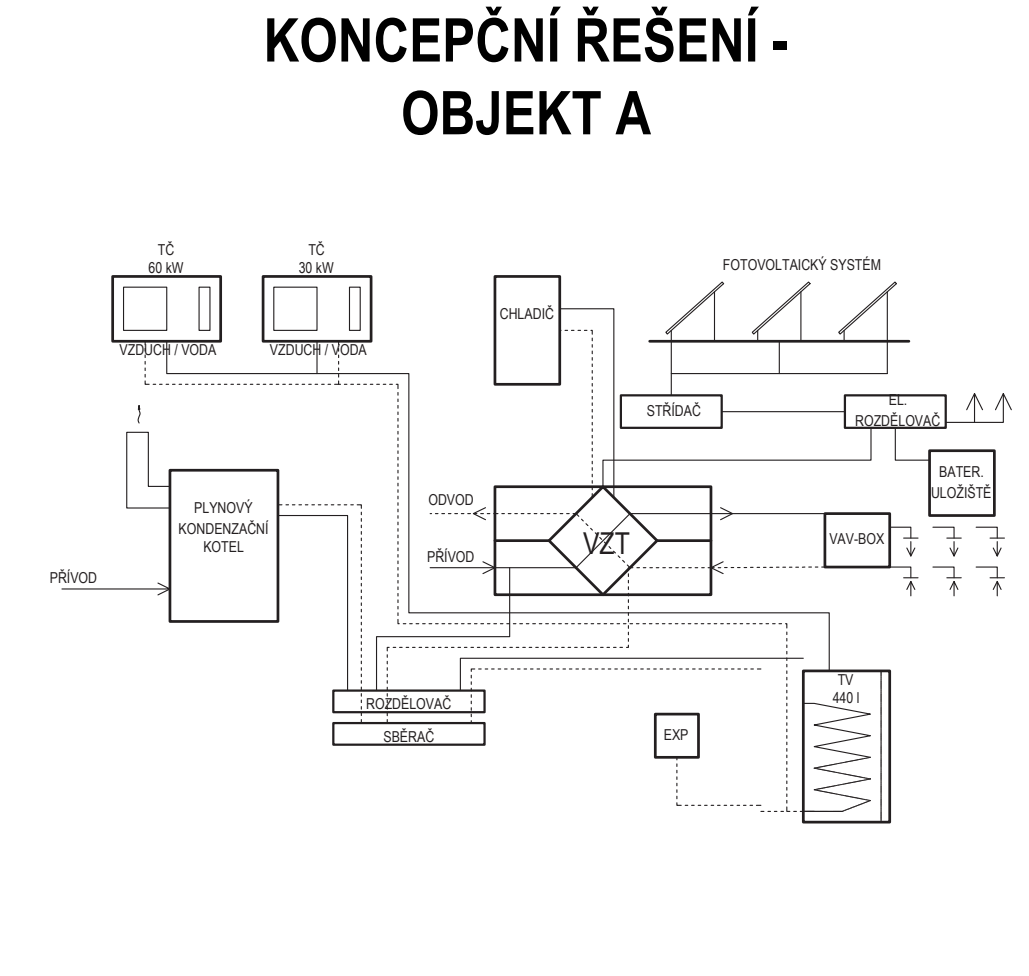 KONCEPČNÍ ŘEŠENÍ -
OBJEKT A
TČ
60 kW
VZDUCH / VODA
TČ
30 kW
VZDUCH / VODA
CHLADIČ
FOTOVOLTAICKÝ SYSTÉM
STŘÍDAČ
EL.
ROZDĚLOVAČ
BATER.
ULOŽIŠTĚ
PLYNOVÝ
KONDENZAČNÍ
KOTEL
PŘÍVOD
ODVOD
PŘÍVOD
VZT
VAV-BOX
ROZDĚLOVAČ
SBĚRAČ
EXP
TV
440 l